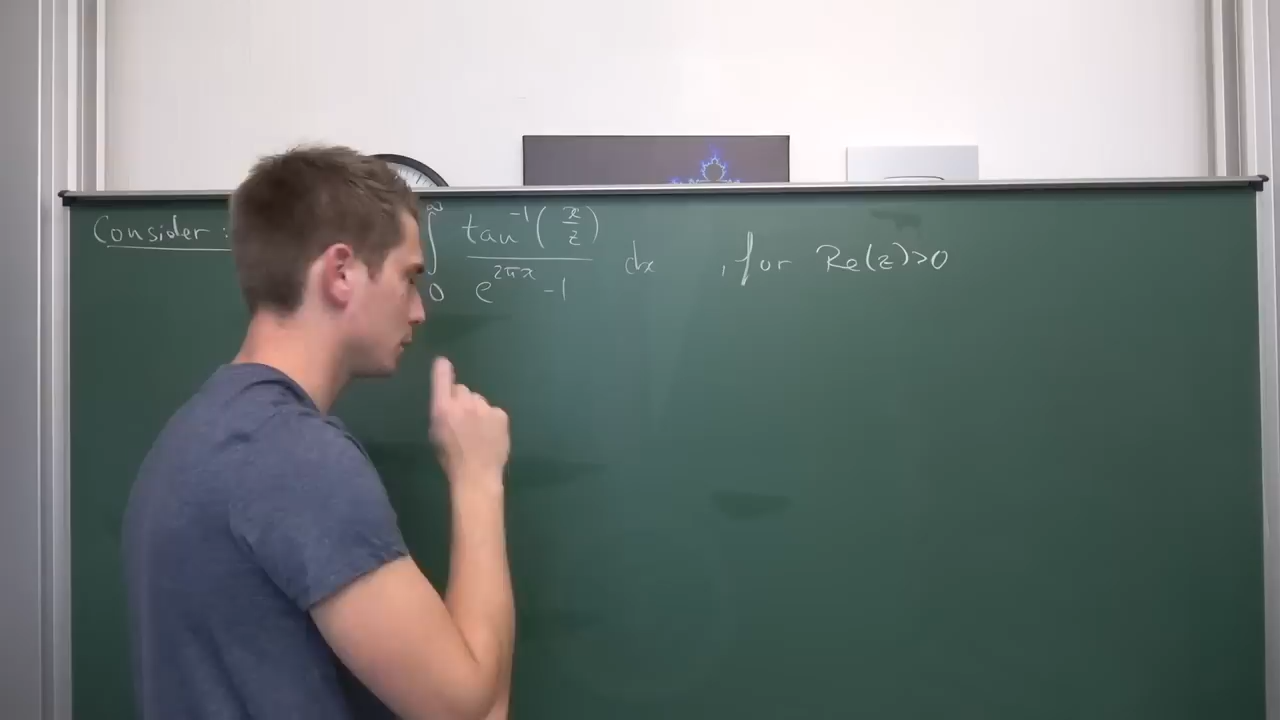 Consider : ∫₀^∞ tan⁻¹(x/z) / (e^(2πx) - 1) dx , for Re(z)>0